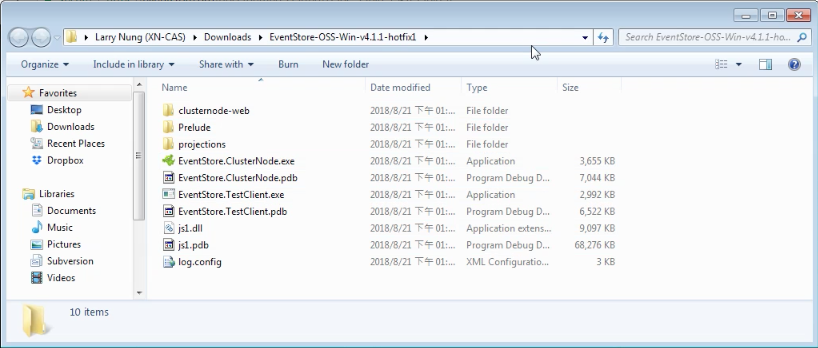 Larry Nung (XN-CAS) Downloads EventStore-OSS-Win-v4.1.1-hotfix1 Search EventStore-OSS-Win-v4.1.1-ho...
Organize Include in library Share with Burn New folder
Favorites
Desktop
Downloads
Recent Places
Dropbox
Libraries
Documents
Music
Pictures
Subversion
Videos
Name Date modified Type Size
clusternode-web 2018/8/21 下午 01:... File folder
Prelude 2018/8/21 下午 01:... File folder
projections 2018/8/21 下午 01:... File folder
EventStore.ClusterNode.exe 2018/8/21 下午 01:... Application 3,655 KB
EventStore.ClusterNode.pdb 2018/8/21 下午 01:... Program Debug D... 7,044 KB
EventStore.TestClient.exe 2018/8/21 下午 01:... Application 2,992 KB
EventStore.TestClient.pdb 2018/8/21 下午 01:... Program Debug D... 6,522 KB
js1.dll 2018/8/21 下午 01:... Application extens... 9,097 KB
js1.pdb 2018/8/21 下午 01:... Program Debug D... 68,276 KB
log.config 2018/8/21 下午 01:... XML Configuratio... 3 KB
10 items